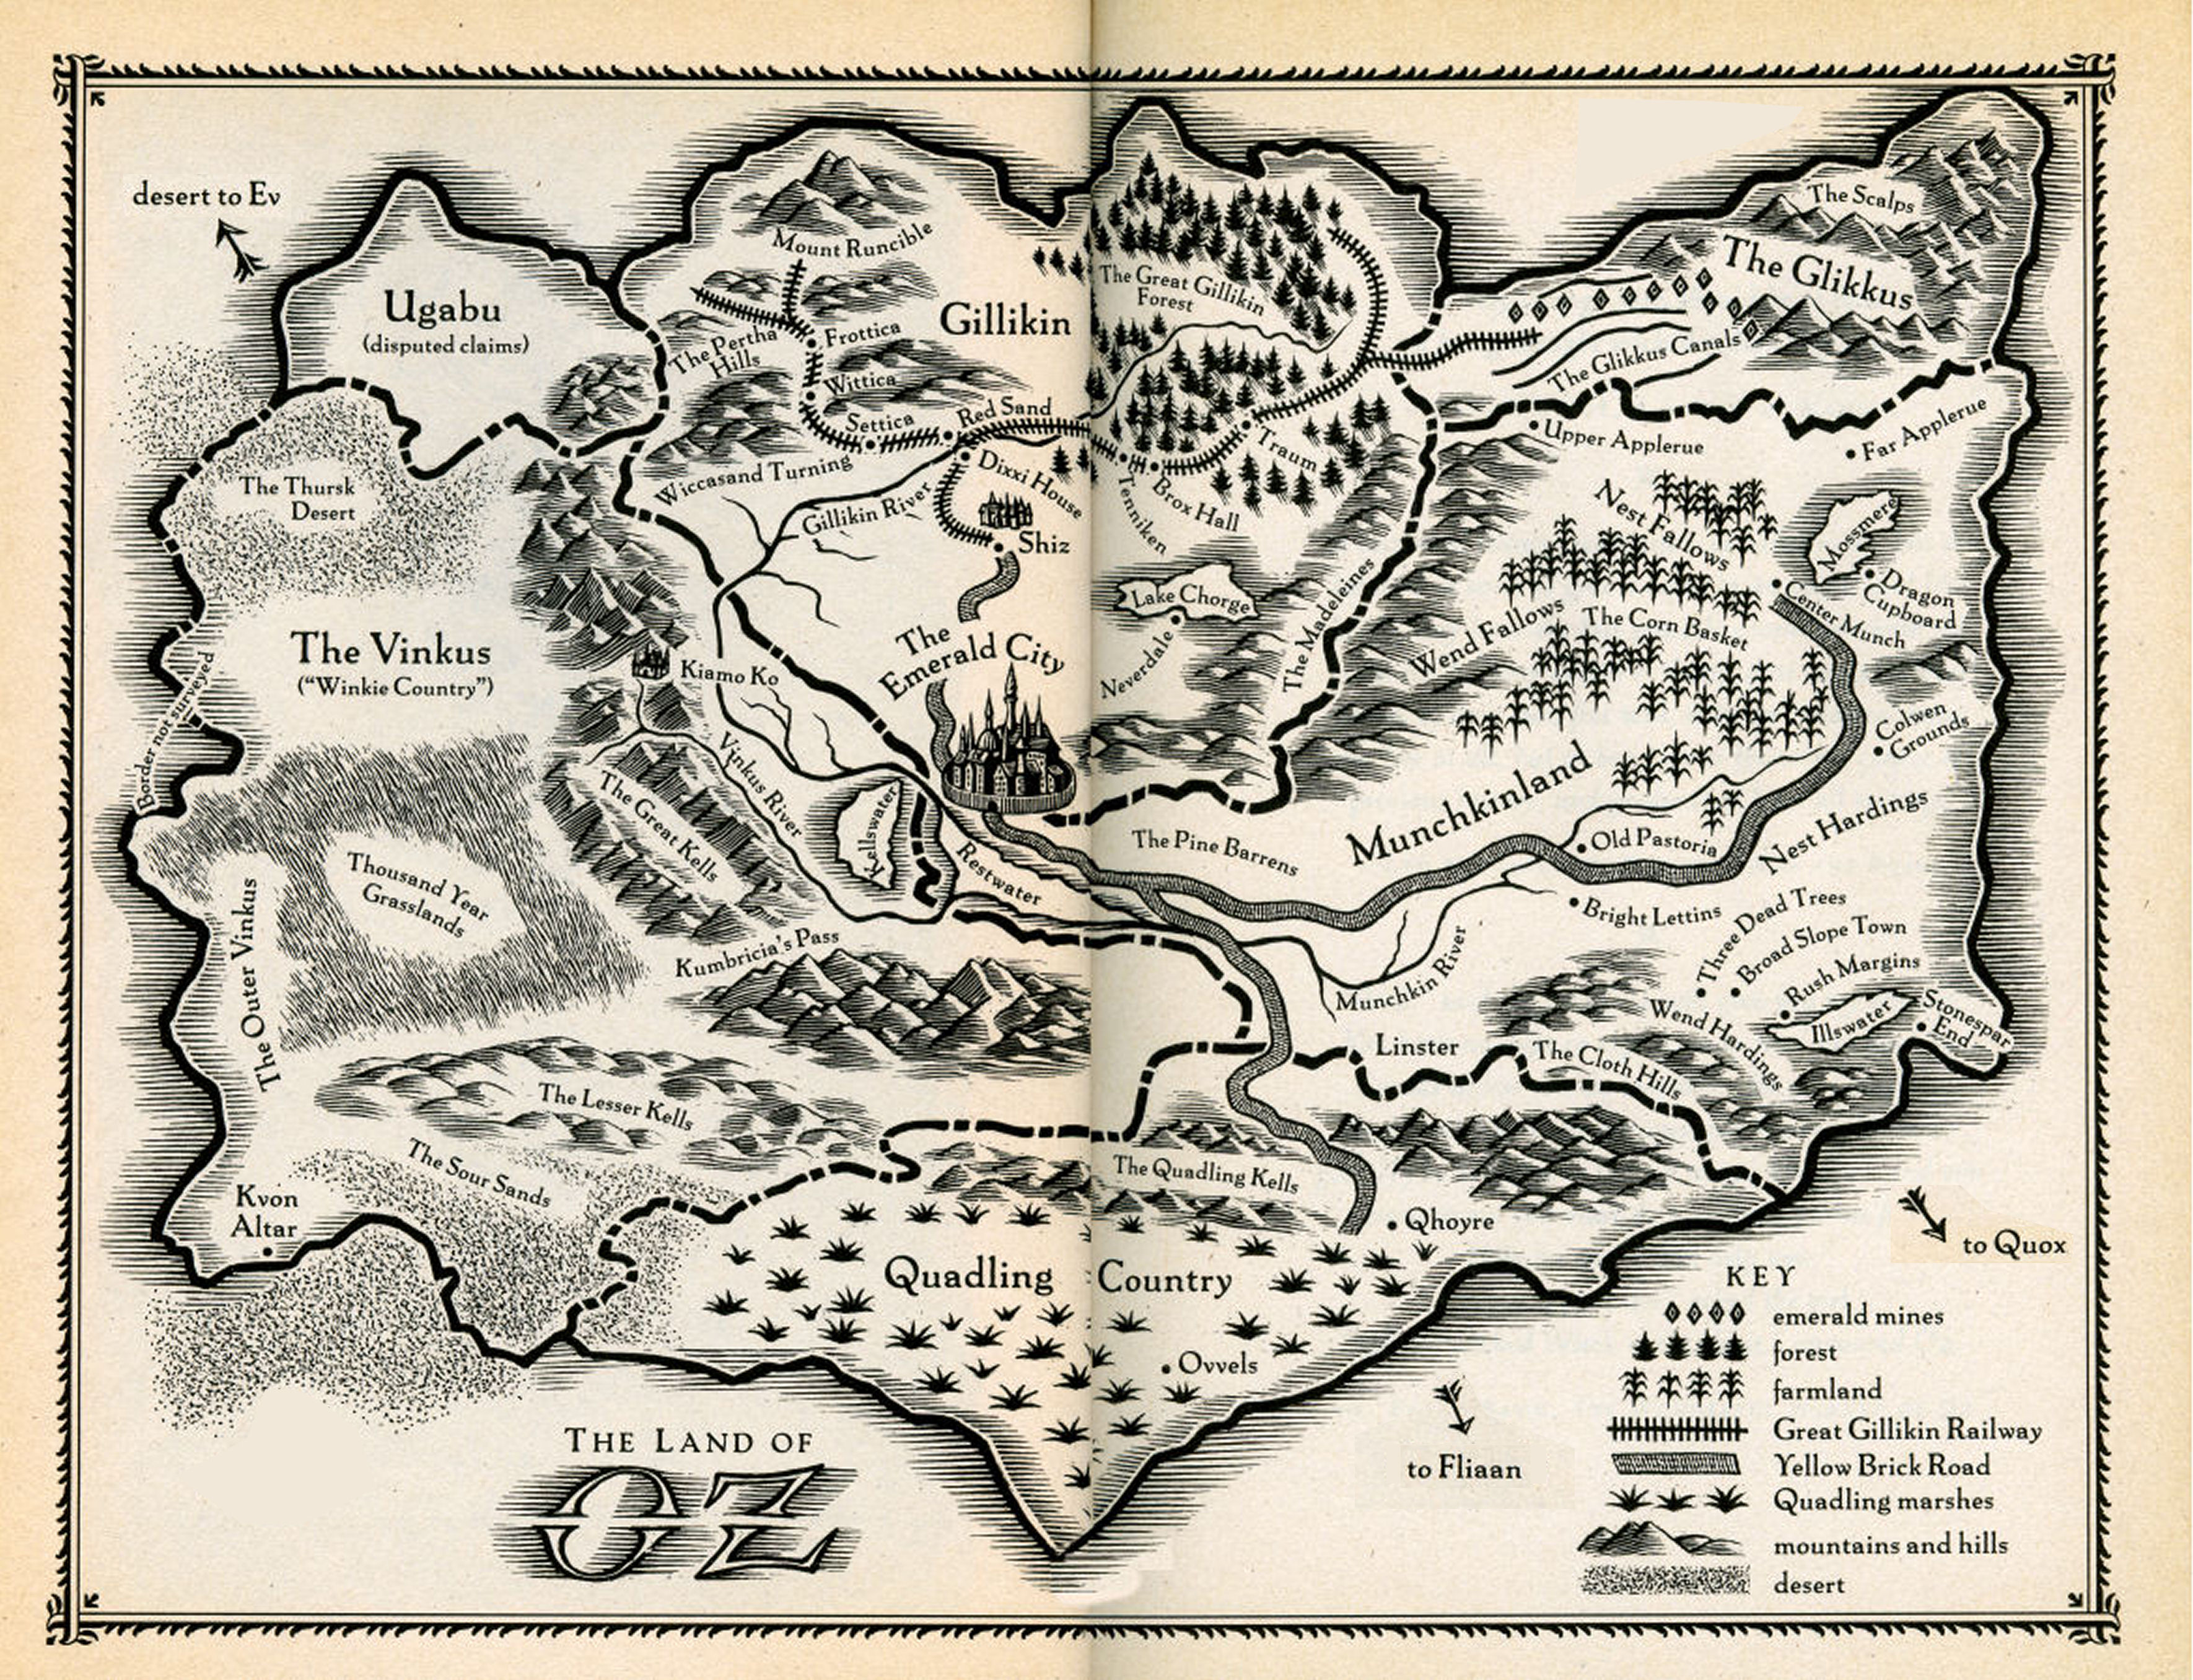 desert to Ev
Ugabu
(disputed claims)
Mount Runcible
Gillikin
The Great Gillikin
Forest
The Scalps
The Glikkus
The Glikkus Canals
The Pertha
Hills
Frottica
Wittica
Settica
Red Sand
Wiccasand Turning
Dixxi House
Gillikin River
Shiz
Tenniken
Brox Hall
Traum
Upper Applerue
Far Applerue
The Thursk
Desert
Nest Fallows
Mossmere
Dragon
Cupboard
Center Munch
Lake Chorge
Neverdale
The Madeleines
Wend Fallows
The Corn Basket
The Vinkus
("Winkie Country")
Border not surveyed
Kiamo Ko
The
Emerald City
Colwen
Grounds
Vinkus River
The Great Kells
Kellswater
Restwater
The Pine Barrens
Munchkinland
Old Pastoria
Nest Hardings
Thousand Year
Grasslands
The Outer Vinkus
Kumbricia's Pass
Bright Lettins
Three Dead Trees
Broad Slope Town
Rush Margins
Munchkin River
Wend Hardings
Illswater
Stonespar
End
Linster
The Cloth Hills
The Lesser Kells
The Sour Sands
The Quadling Kells
Kvon
Altar
Qhoyre
Quadling Country
Ovvels
to Quox
to Fliaan
KEY
emerald mines
forest
farmland
Great Gillikin Railway
Yellow Brick Road
Quadling marshes
mountains and hills
desert
THE LAND OF
OZ